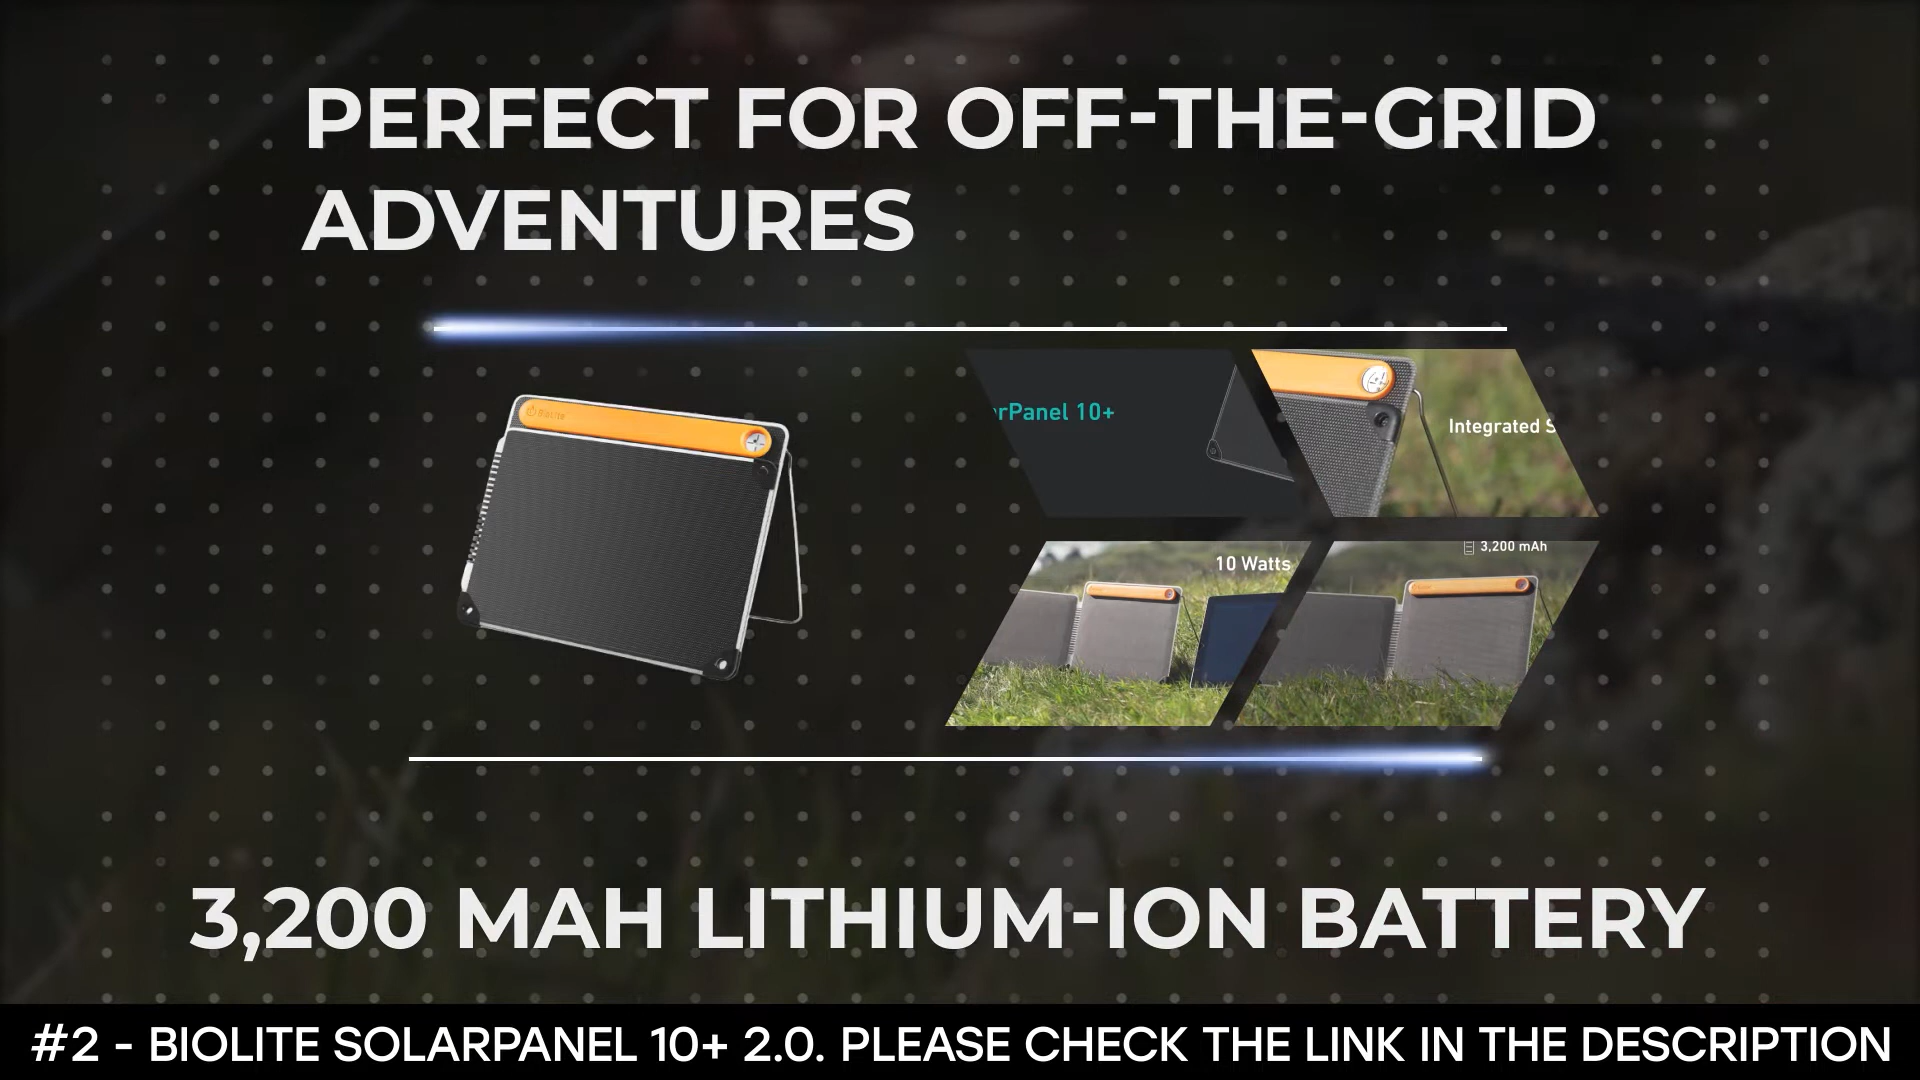 PERFECT FOR OFF-THE-GRID
ADVENTURES
BioLite
rPanel 10+
Integrated S
10 Watts
3,200 mAh
3,200 MAH LITHIUM-ION BATTERY
#2 - BIOLITE SOLARPANEL 10+ 2.0. PLEASE CHECK THE LINK IN THE DESCRIPTION